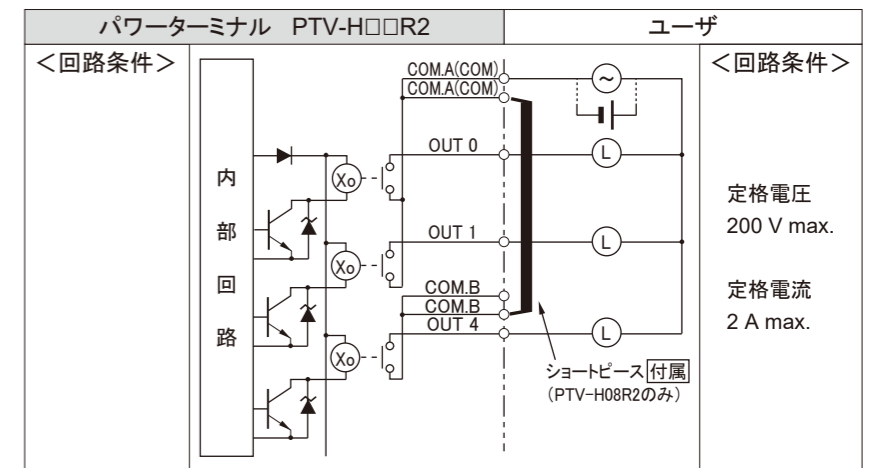 パワーターミナル PTV-H□□R2
ユーザ
＜回路条件＞
＜回路条件＞
COM.A(COM)
COM.A(COM)
OUT 0
L
Xo
内部回路
定格電圧
200 V max.
OUT 1
L
Xo
COM.B
COM.B
OUT 4
L
Xo
定格電流
2 A max.
ショートピース付属
（PTV-H08R2のみ）